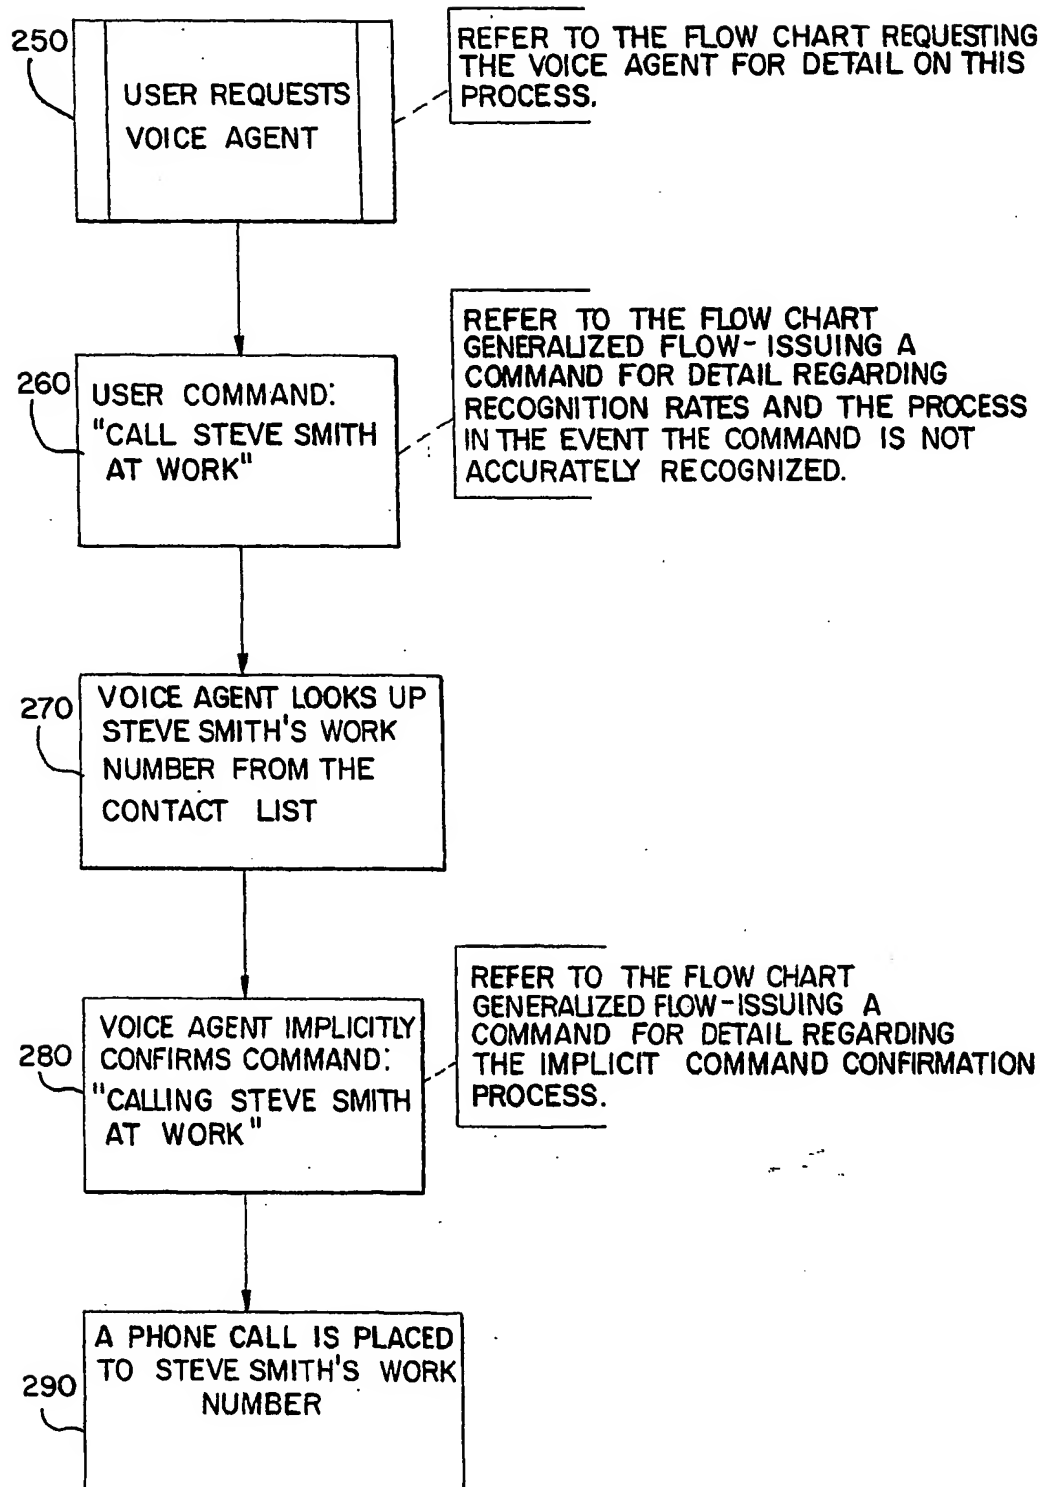 250
USER REQUESTS
VOICE AGENT
REFER TO THE FLOW CHART REQUESTING
THE VOICE AGENT FOR DETAIL ON THIS
PROCESS.
260
USER COMMAND:
"CALL STEVE SMITH
AT WORK"
REFER TO THE FLOW CHART
GENERALIZED FLOW-ISSUING A
COMMAND FOR DETAIL REGARDING
RECOGNITION RATES AND THE PROCESS
IN THE EVENT THE COMMAND IS NOT
ACCURATELY RECOGNIZED.
270
VOICE AGENT LOOKS UP
STEVE SMITH'S WORK
NUMBER FROM THE
CONTACT LIST
280
VOICE AGENT IMPLICITLY
CONFIRMS COMMAND:
"CALLING STEVE SMITH
AT WORK"
REFER TO THE FLOW CHART
GENERALIZED FLOW-ISSUING A
COMMAND FOR DETAIL REGARDING
THE IMPLICIT COMMAND CONFIRMATION
PROCESS.
290
A PHONE CALL IS PLACED
TO STEVE SMITH'S WORK
NUMBER